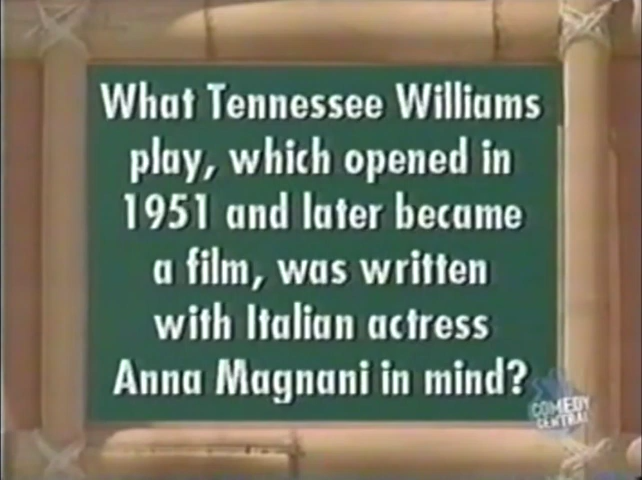 What Tennessee Williams
play, which opened in
1951 and later became
a film, was written
with Italian actress
Anna Magnani in mind?
COMEDY
CENTRAL